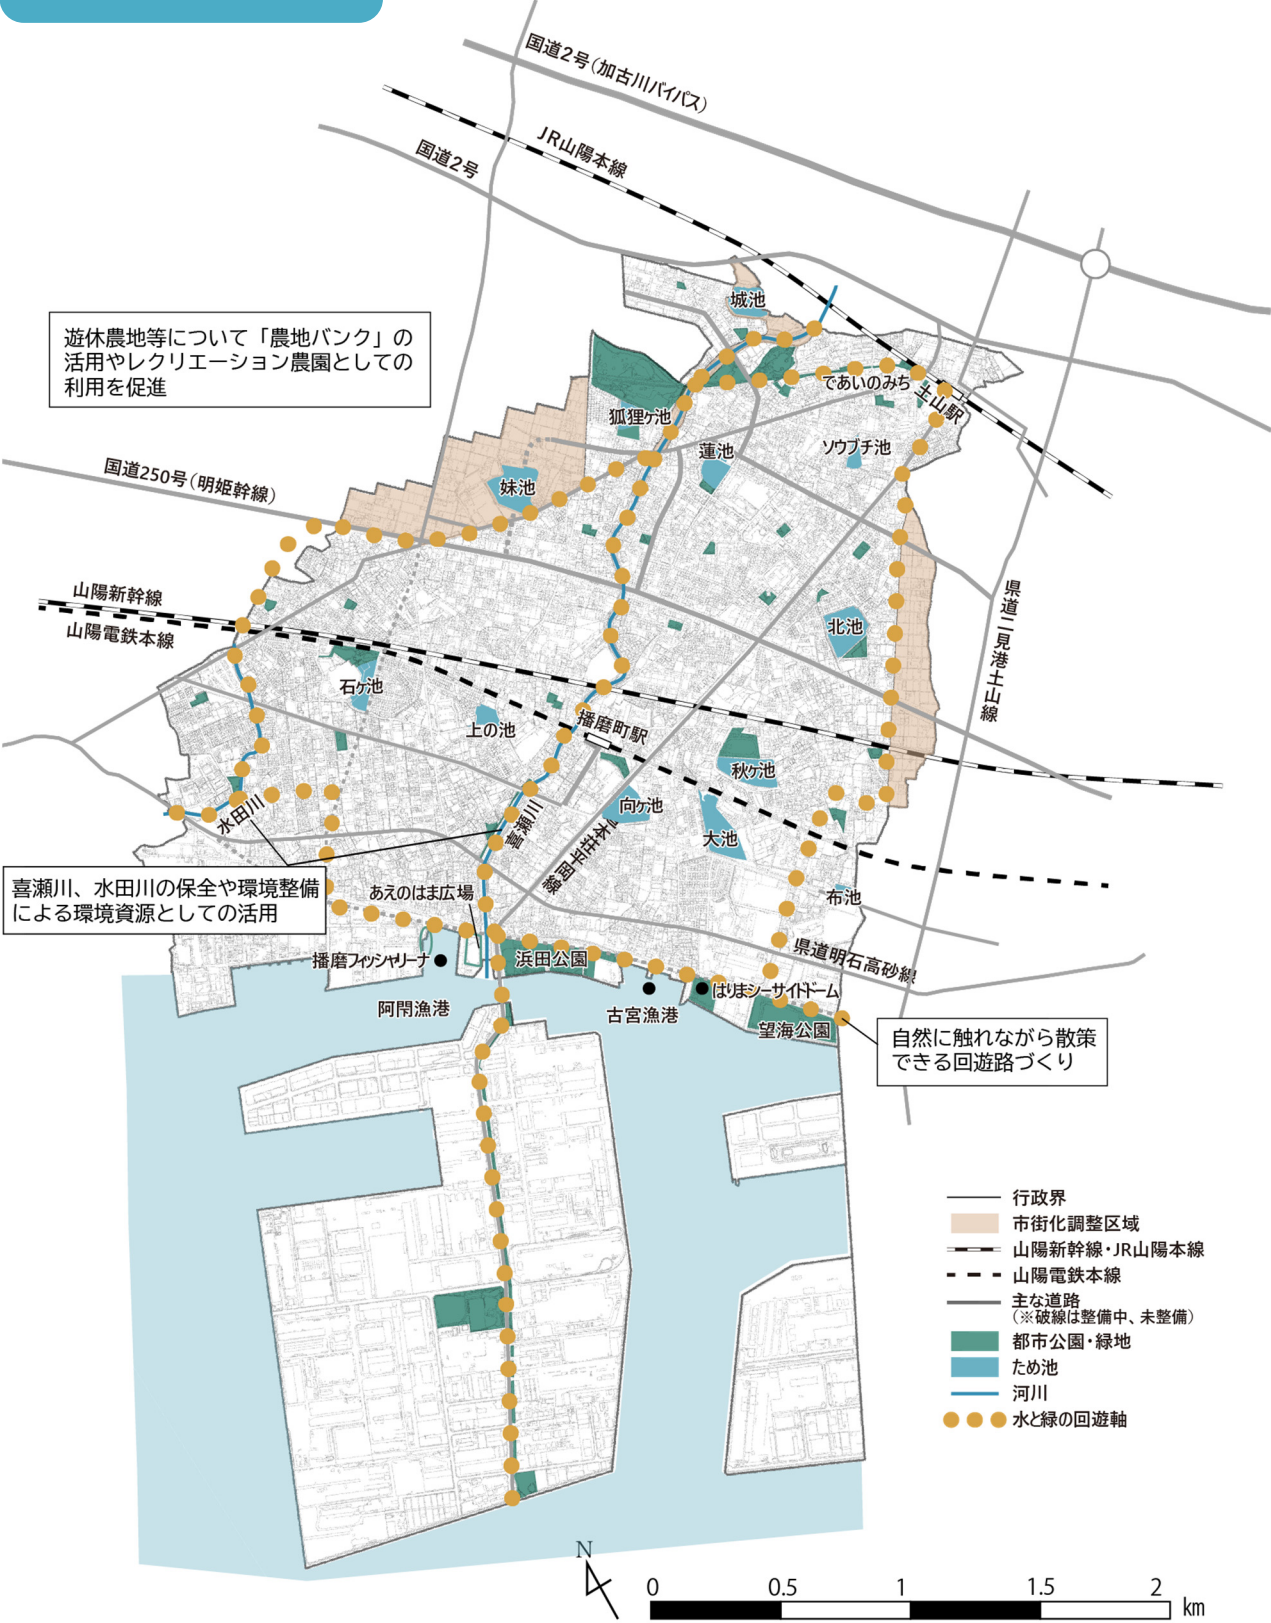 国道2号(加古川バイパス)
JR山陽本線
国道2号
城池
遊休農地等について「農地バンク」の
活用やレクリエーション農園としての
利用を促進
であいのみち
土山駅
狐狸ヶ池
蓮池
ソウブチ池
国道250号(明姫幹線)
妹池
山陽新幹線
山陽電鉄本線
県道二見港土山線
北池
石ヶ池
上の池
播磨町駅
秋ヶ池
向ヶ池
大池
水田川
喜瀬川
本荘平岡線
喜瀬川、水田川の保全や環境整備
による環境資源としての活用
あえのはま広場
布池
県道明石高砂線
播磨フィッシャリーナ
浜田公園
はりまシーサイドドーム
阿閇漁港
古宮漁港
望海公園
自然に触れながら散策
できる回遊路づくり
行政界
市街化調整区域
山陽新幹線・JR山陽本線
山陽電鉄本線
主な道路
(※破線は整備中、未整備)
都市公園・緑地
ため池
河川
水と緑の回遊軸
N
0 0.5 1 1.5 2 km